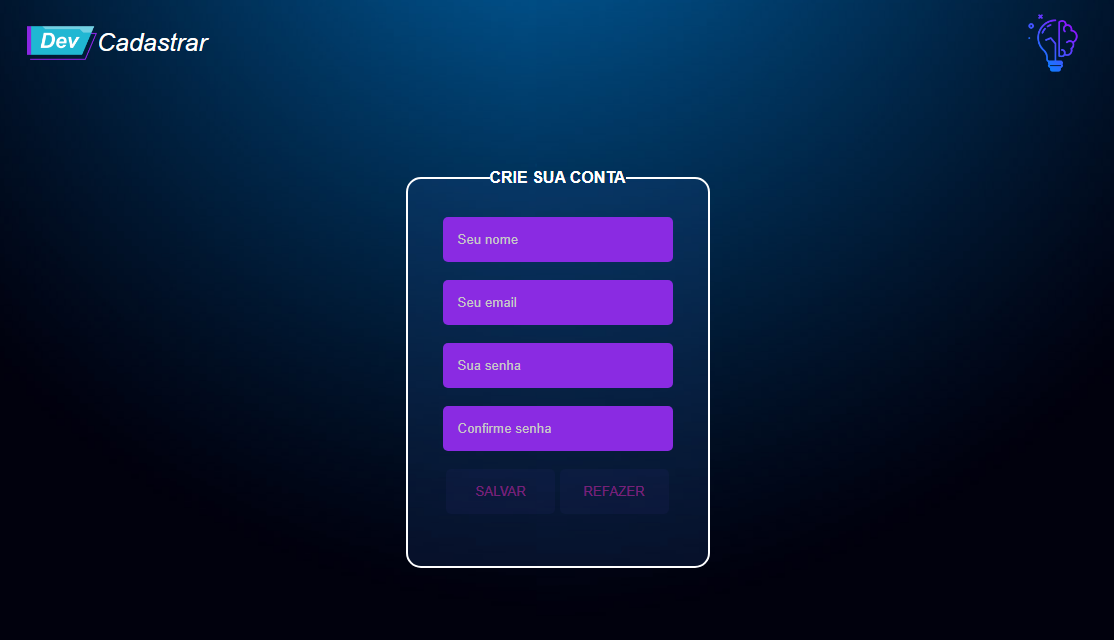 Dev Cadastrar
CRIE SUA CONTA
Seu nome
Seu email
Sua senha
Confirme senha
SALVAR REFAZER